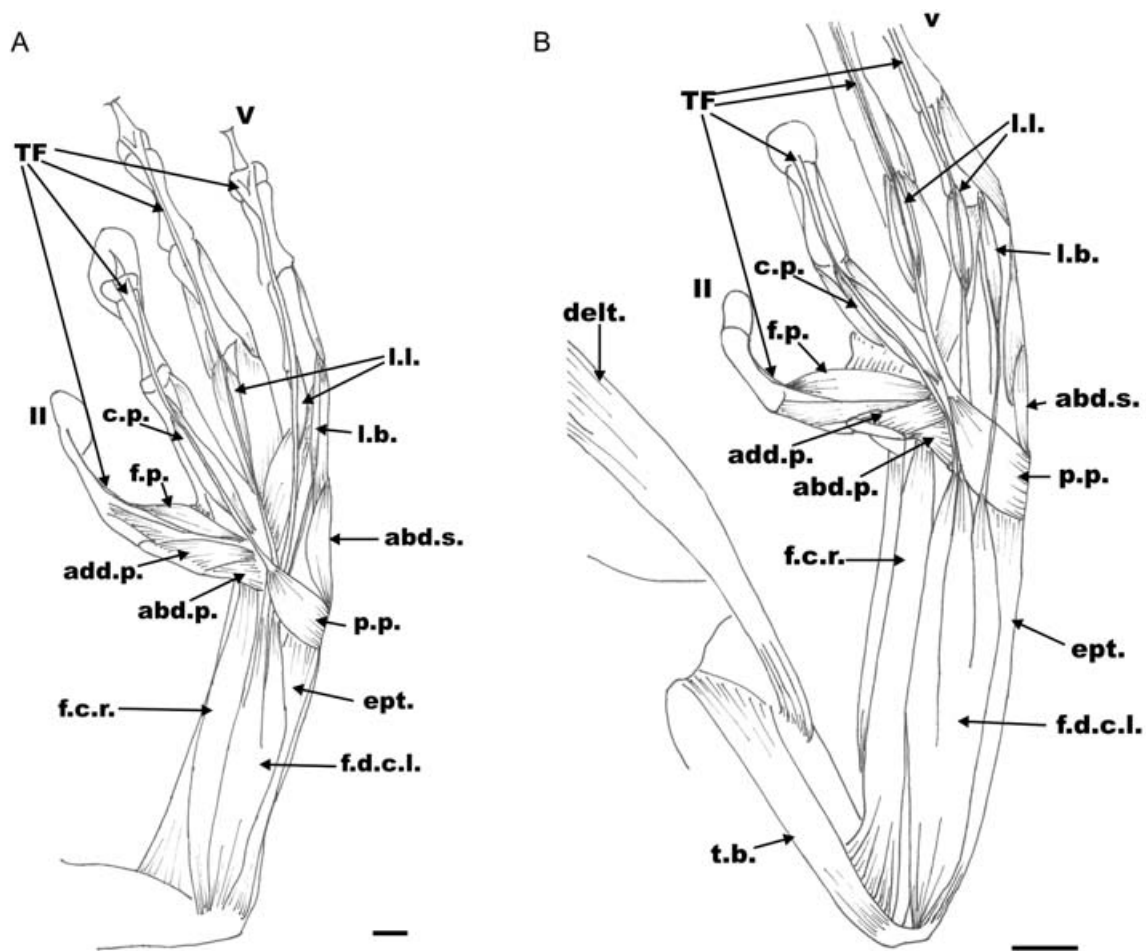 A
V
TF
l.l.
c.p.
II
l.b.
f.p.
abd.s.
add.p.
abd.p.
p.p.
ept.
f.c.r.
f.d.c.l.
B
V
TF
l.l.
l.b.
c.p.
II
delt.
f.p.
abd.s.
add.p.
abd.p.
p.p.
f.c.r.
ept.
f.d.c.l.
t.b.